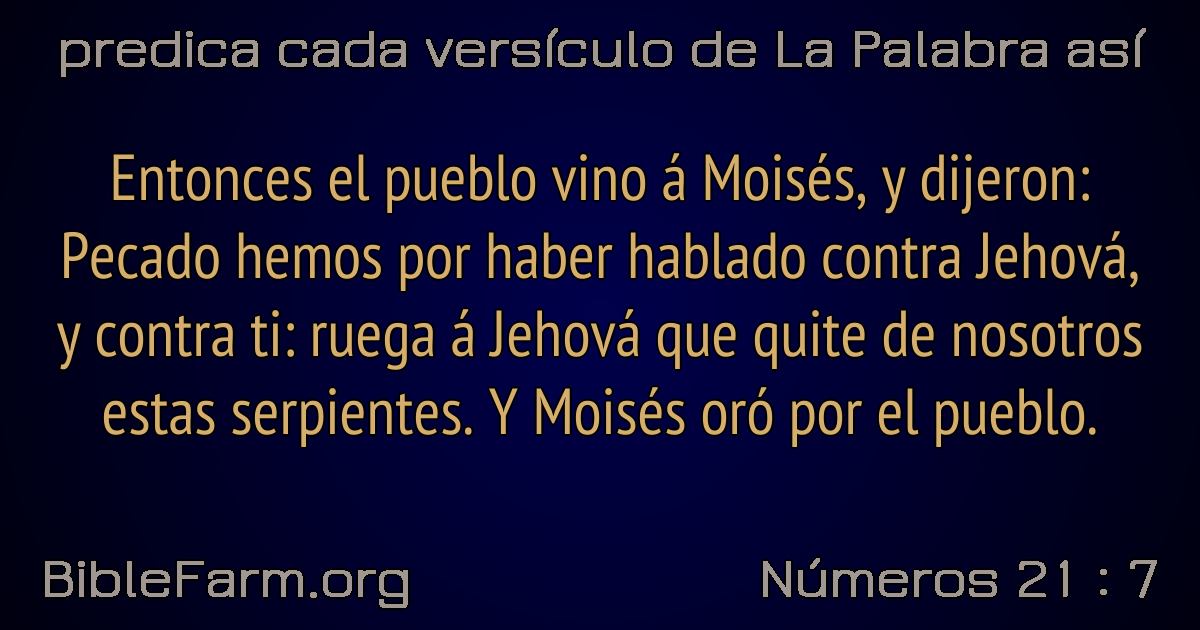 predica cada versículo de La Palabra así
Entonces el pueblo vino á Moisés, y dijeron:
Pecado hemos por haber hablado contra Jehová,
y contra ti: ruega á Jehová que quite de nosotros
estas serpientes. Y Moisés oró por el pueblo.
BibleFarm.org
Números 21 : 7